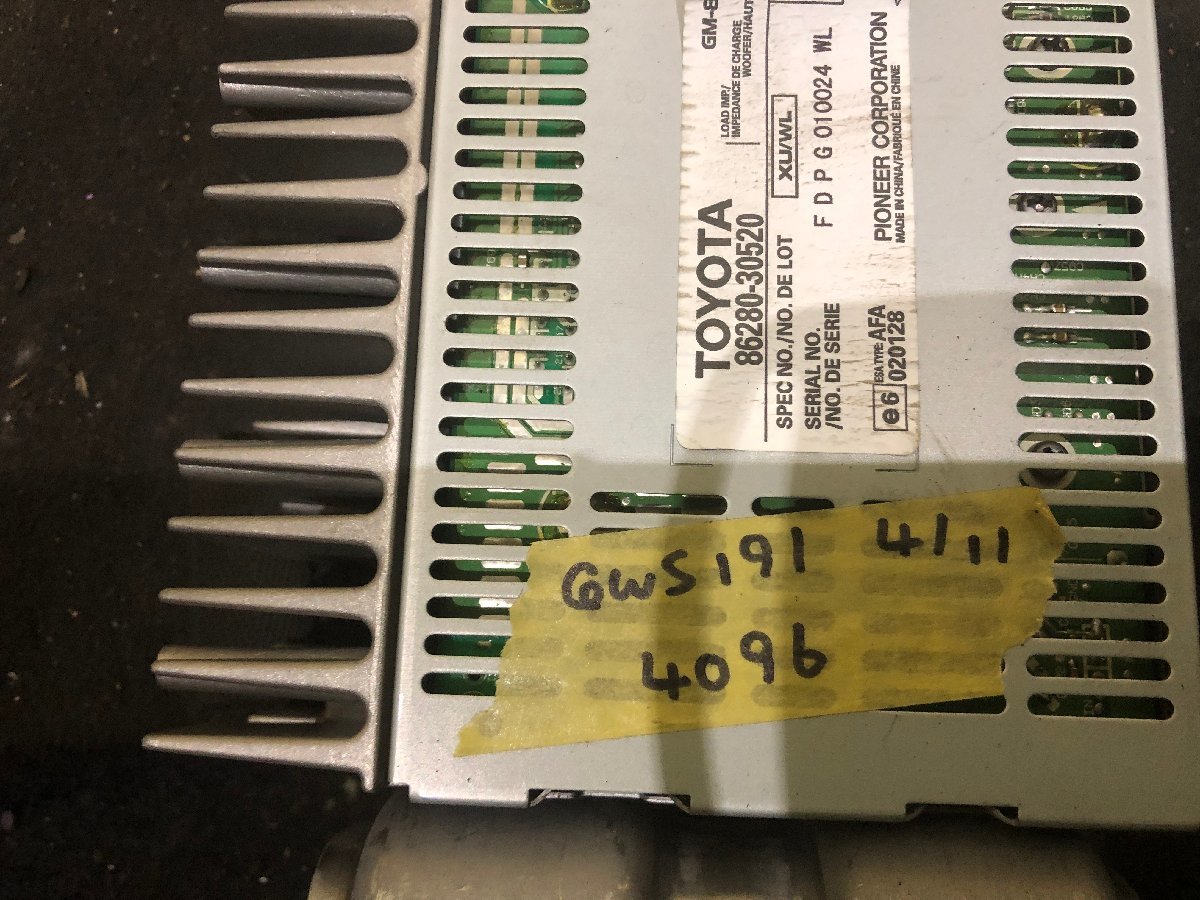 GM-8
LOAD IMP./
IMPEDANCE DE CHARGE
WOOFER/HAUT
TOYOTA
86280-30520
XU/WL
SPEC NO./NO. DE LOT
SERIAL NO.
/NO. DE SERIE
F D P G 010024 WL
e6 ESA TYPE: AFA
020128
PIONEER CORPORATION
MADE IN CHINA/FABRIQUÉ EN CHINE
GWS191 4/11
4096